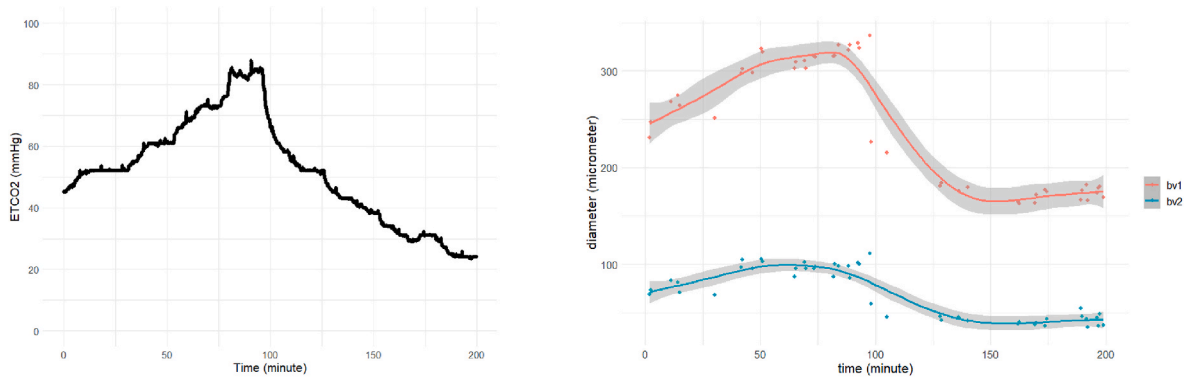 100
80
60
40
20
0
ETCO2 (mmHg)
0 50 100 150 200
Time (minute)
300
200
100
diameter (micrometer)
0 50 100 150 200
time (minute)
bv1
bv2